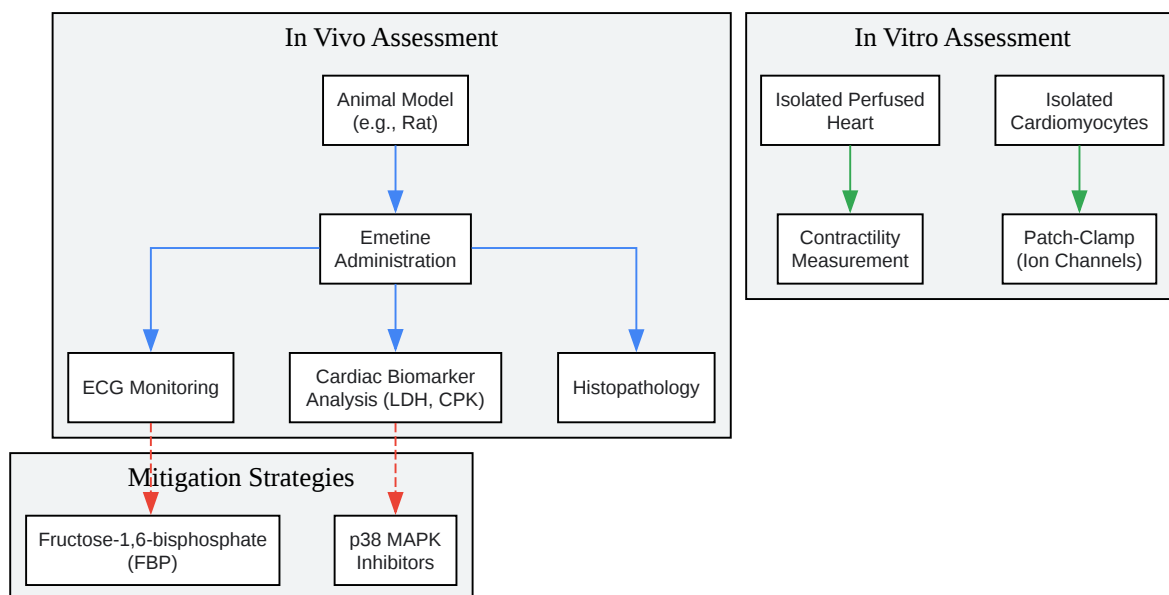 In Vivo Assessment
Animal Model
(e.g., Rat)
Emetine
Administration
ECG Monitoring
Cardiac Biomarker
Analysis (LDH, CPK)
Histopathology
In Vitro Assessment
Isolated Perfused
Heart
Isolated
Cardiomyocytes
Contractility
Measurement
Patch-Clamp
(Ion Channels)
Mitigation Strategies
Fructose-1,6-bisphosphate
(FBP)
p38 MAPK
Inhibitors